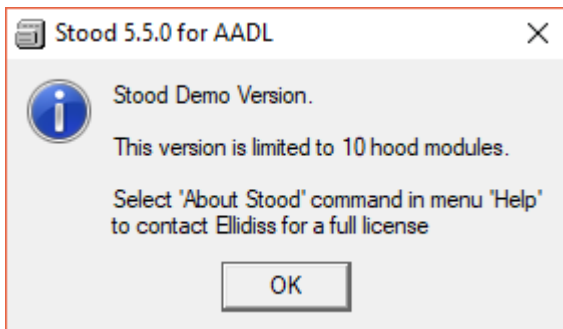 Stood 5.5.0 for AADL
Stood Demo Version.
This version is limited to 10 hood modules.
Select 'About Stood' command in menu 'Help'
to contact Ellidiss for a full license
OK